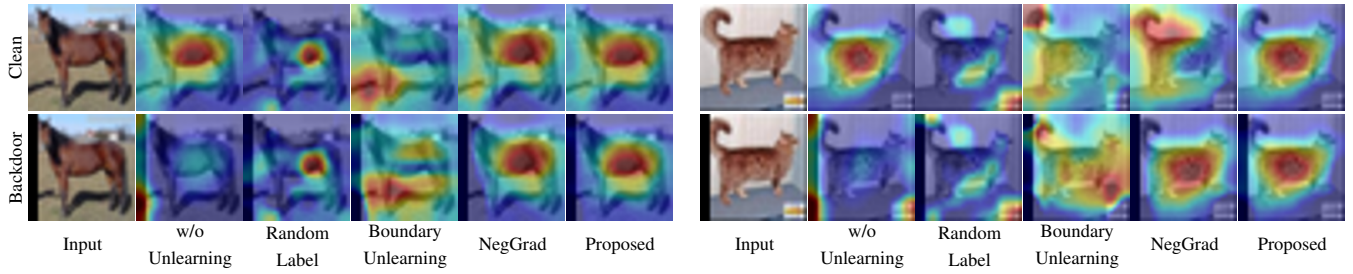 Clean
Backdoor
Input
w/o
Unlearning
Random
Label
Boundary
Unlearning
NegGrad
Proposed
Input
w/o
Unlearning
Random
Label
Boundary
Unlearning
NegGrad
Proposed